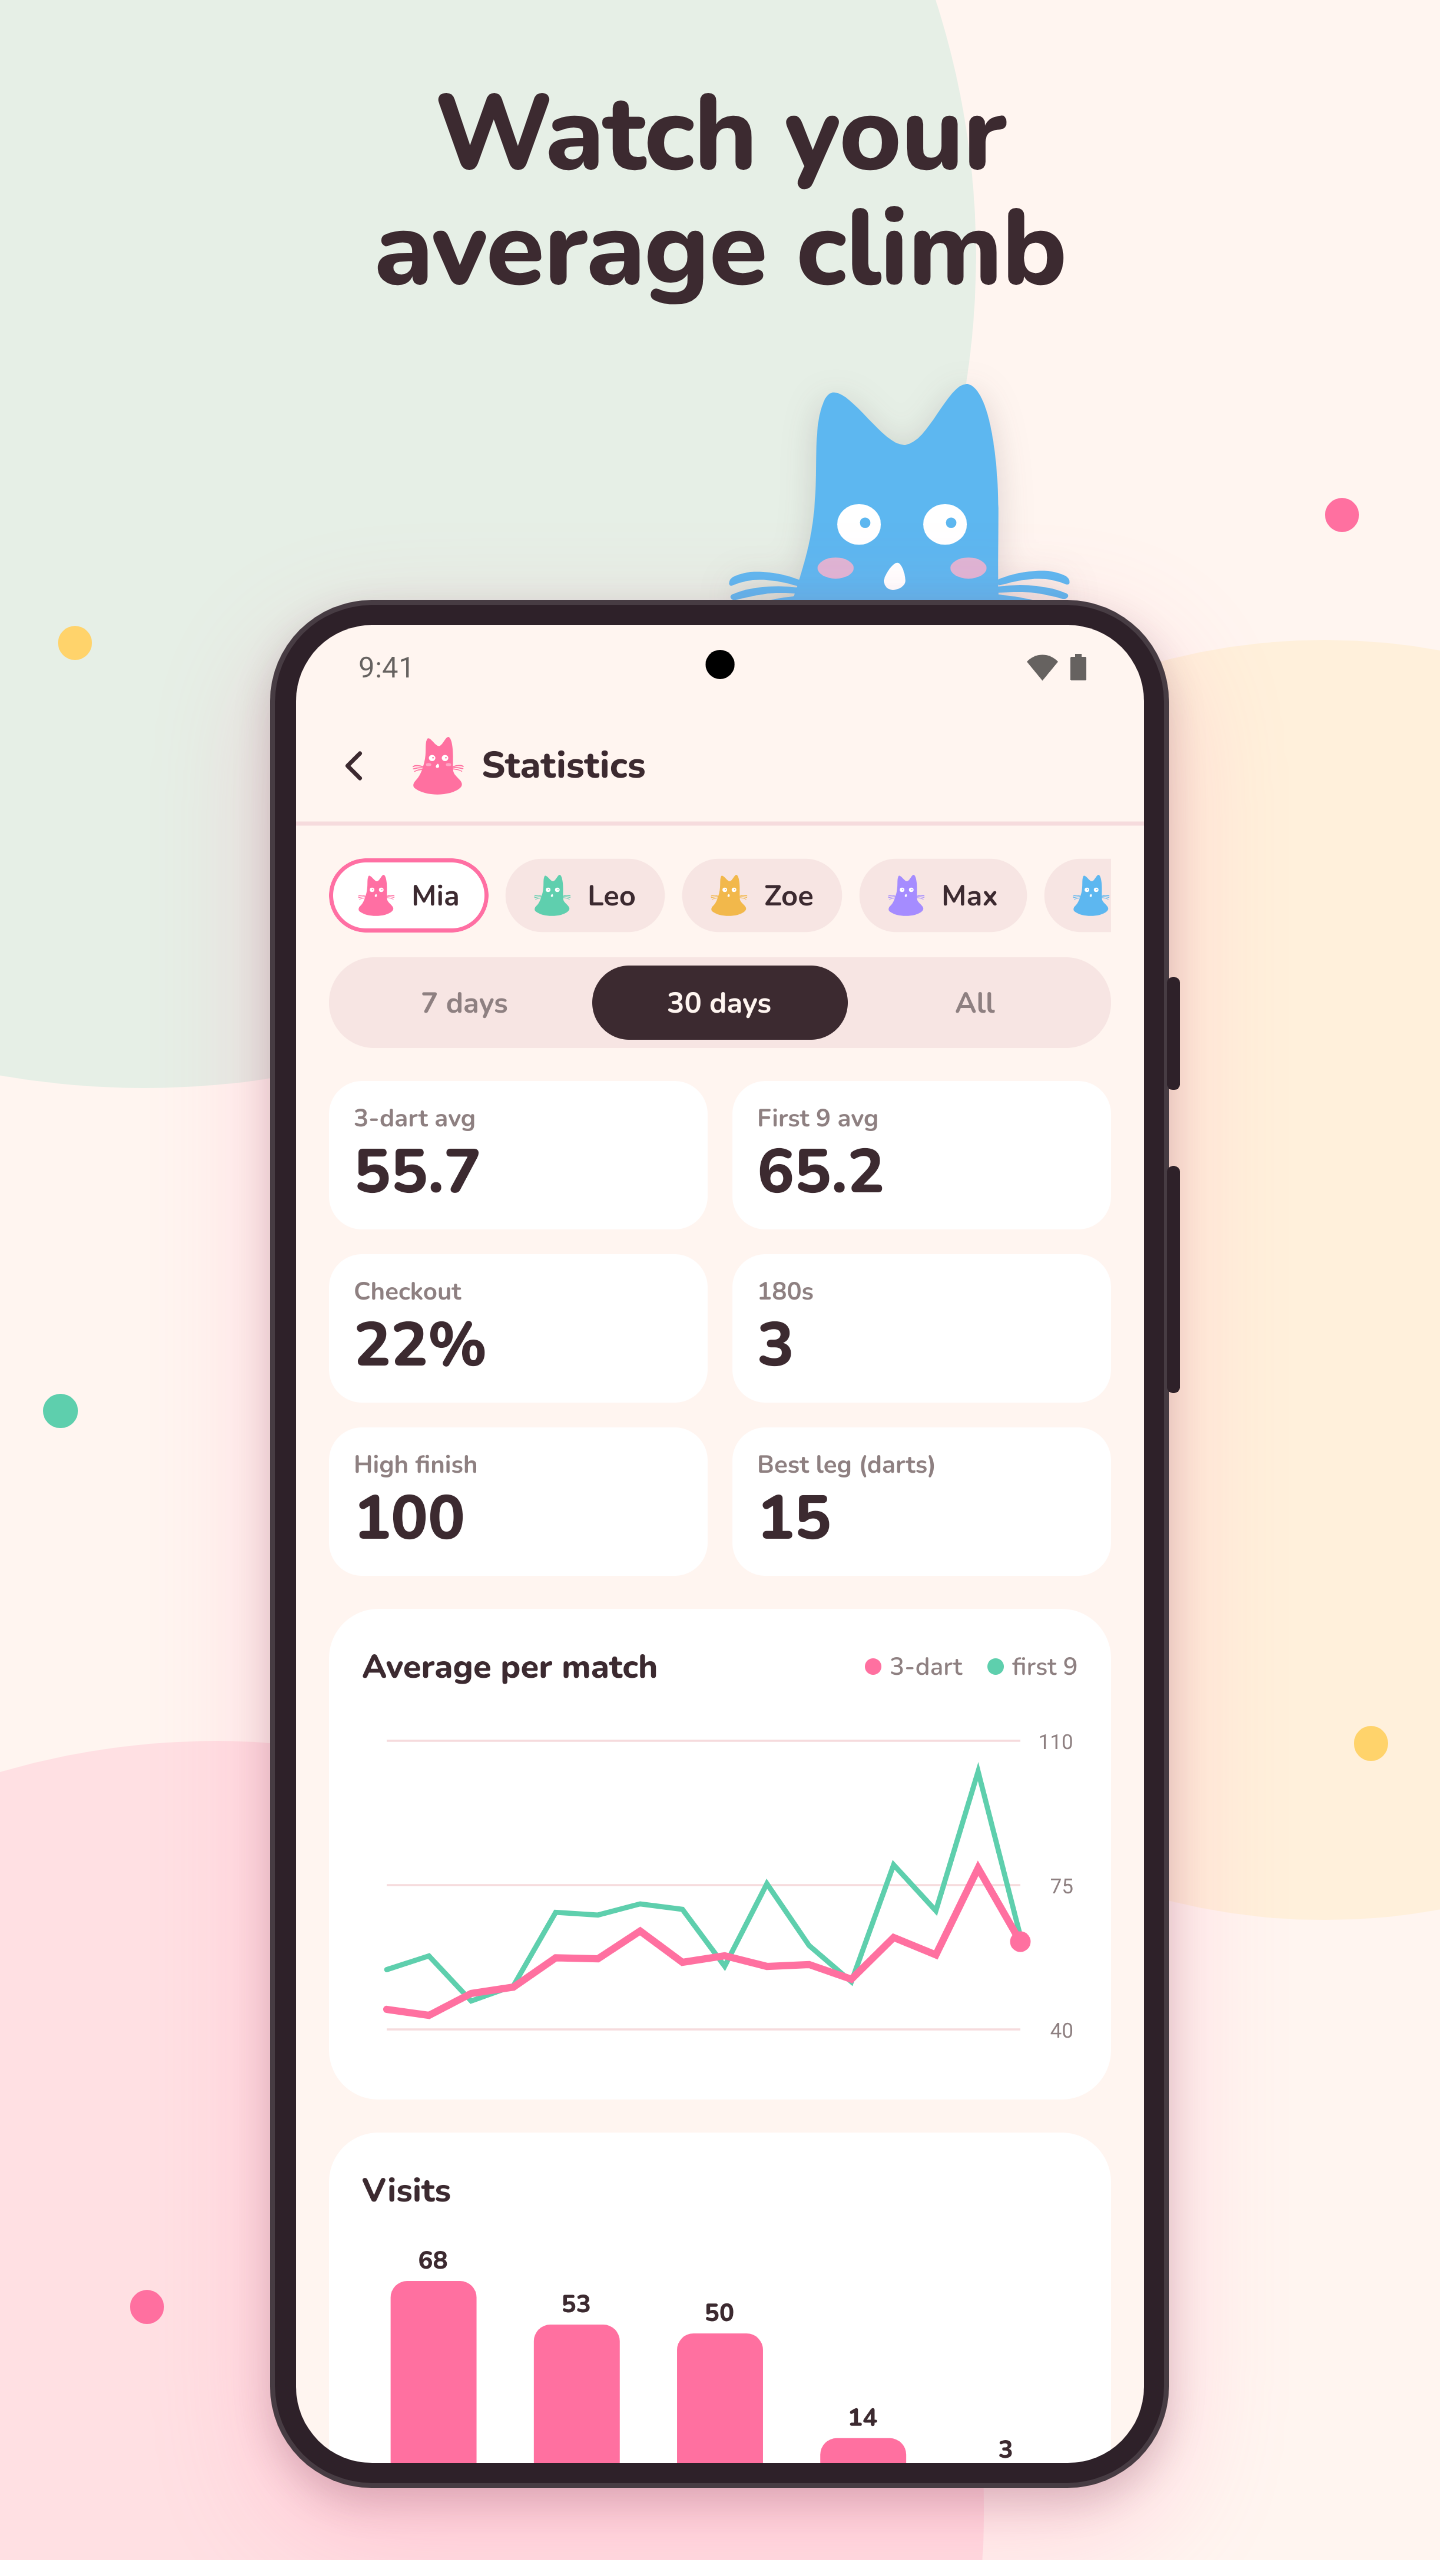 Watch your
average climb
9:41
Statistics
Mia Leo Zoe Max
7 days 30 days All
3-dart avg First 9 avg
55.7 65.2
Checkout 180s
22% 3
High finish Best leg (darts)
100 15
Average per match 3-dart first 9
110
75
40
Visits
68
53
50
14
3